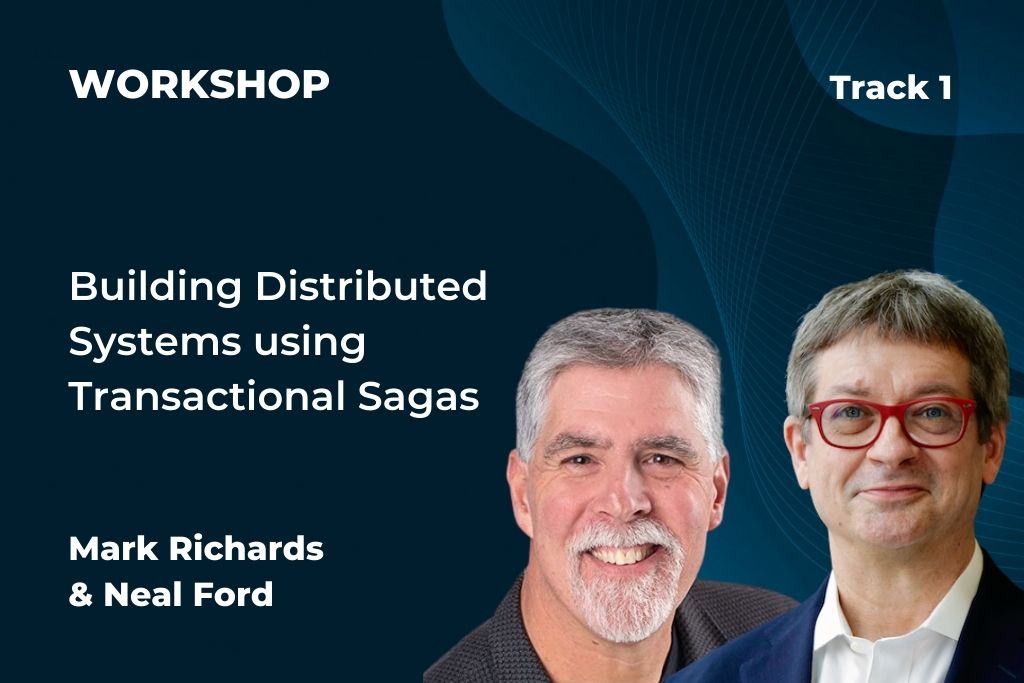 WORKSHOP
Track 1
Building Distributed
Systems using
Transactional Sagas
Mark Richards
& Neal Ford